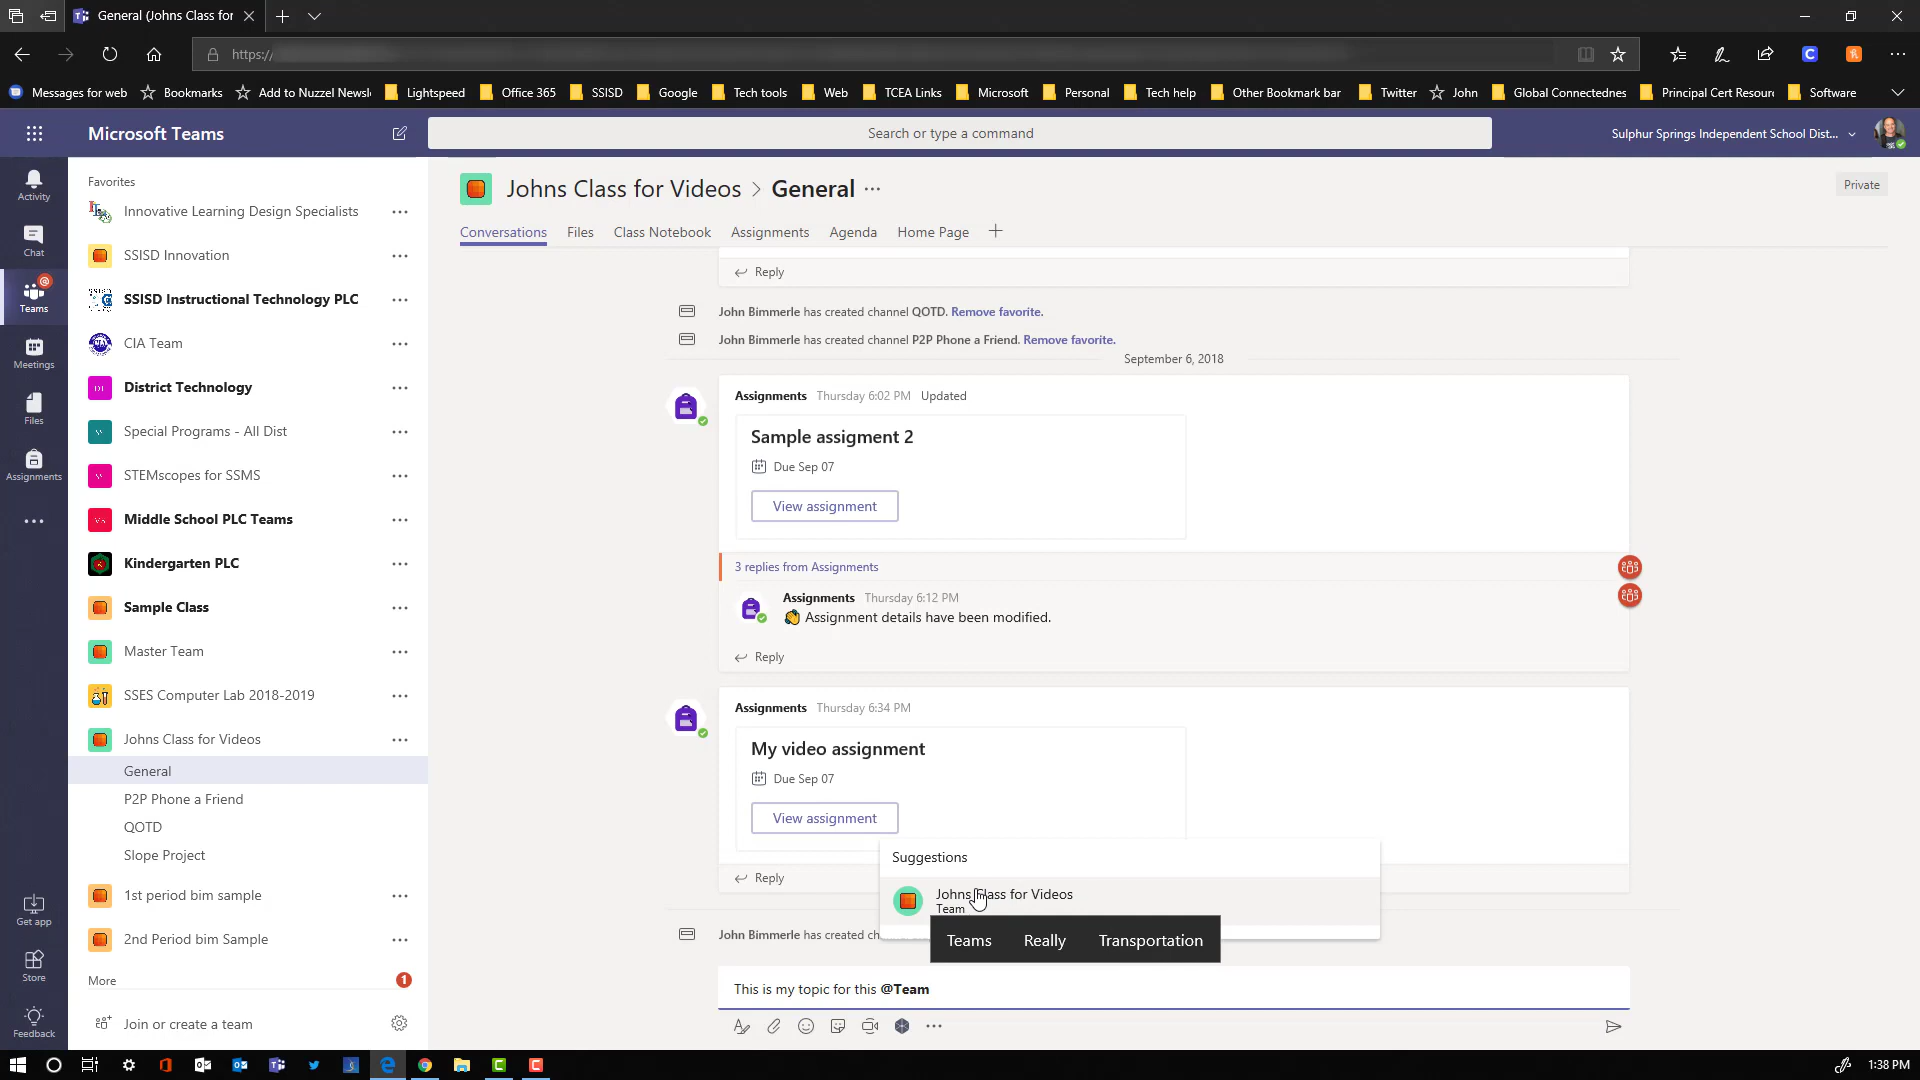 General (Johns Class for
https://
Messages for web
Bookmarks
Add to Nuzzel Newsl
Lightspeed
Office 365
SSISD
Google
Tech tools
Web
TCEA Links
Microsoft
Personal
Tech help
Other Bookmark bar
Twitter
John
Global Connectednes
Principal Cert Resour
Software
Microsoft Teams
Search or type a command
Sulphur Springs Independent School Dist...
Activity
Chat
Teams
Meetings
Files
Assignments
Get app
Store
Feedback
Favorites
Innovative Learning Design Specialists
SSISD Innovation
SSISD Instructional Technology PLC
CIA Team
District Technology
Special Programs - All Dist
STEMscopes for SSMS
Middle School PLC Teams
Kindergarten PLC
Sample Class
Master Team
SSES Computer Lab 2018-2019
Johns Class for Videos
General
P2P Phone a Friend
QOTD
Slope Project
1st period bim sample
2nd Period bim Sample
More
1
Join or create a team
Johns Class for Videos > General
Private
Conversations
Files
Class Notebook
Assignments
Agenda
Home Page
Reply
John Bimmerle has created channel QOTD. Remove favorite.
John Bimmerle has created channel P2P Phone a Friend. Remove favorite.
September 6, 2018
Assignments Thursday 6:02 PM Updated
Sample assigment 2
Due Sep 07
View assignment
3 replies from Assignments
Assignments Thursday 6:12 PM
Assignment details have been modified.
Reply
Assignments Thursday 6:34 PM
My video assignment
Due Sep 07
View assignment
Reply
Suggestions
Johns Class for Videos
Team
John Bimmerle has created ch
Teams Really Transportation
This is my topic for this @Team
1:38 PM